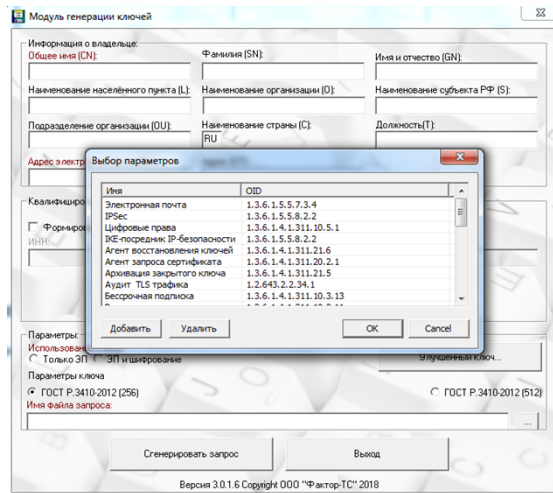 Модуль генерации ключей
Информация о владельце:
Общее имя (CN):
Фамилия (SN):
Имя и отчество (GN):
Наименование населённого пункта (L):
Наименование организации (O):
Наименование субъекта РФ (S):
Подразделение организации (OU):
Наименование страны (C):
Должность(T):
RU
Адрес электр
Выбор параметров
Имя OID
Электронная почта 1.3.6.1.5.5.7.3.4
IPSec 1.3.6.1.5.5.8.2.2
Цифровые права 1.3.6.1.4.1.311.10.5.1
IKE-посредник IP-безопасности 1.3.6.1.5.5.8.2.2
Агент восстановления ключей 1.3.6.1.4.1.311.21.6
Агент запроса сертификата 1.3.6.1.4.1.311.20.2.1
Архивация закрытого ключа 1.3.6.1.4.1.311.21.5
Аудит TLS трафика 1.2.643.2.2.34.1
Бессрочная подписка 1.3.6.1.4.1.311.10.3.13
Добавить Удалить OK Cancel
Квалифициро
Формиров
ИНН:
Параметры:
Использован
Только ЭП ЭП и шифрование
Улучшенный ключ...
Параметры ключа
ГОСТ Р.3410-2012 (256)
ГОСТ Р.3410-2012 (512)
Имя файла запроса:
...
Сгенерировать запрос Выход
Версия 3.0.1.6 Copyright ООО "Фактор-ТС" 2018